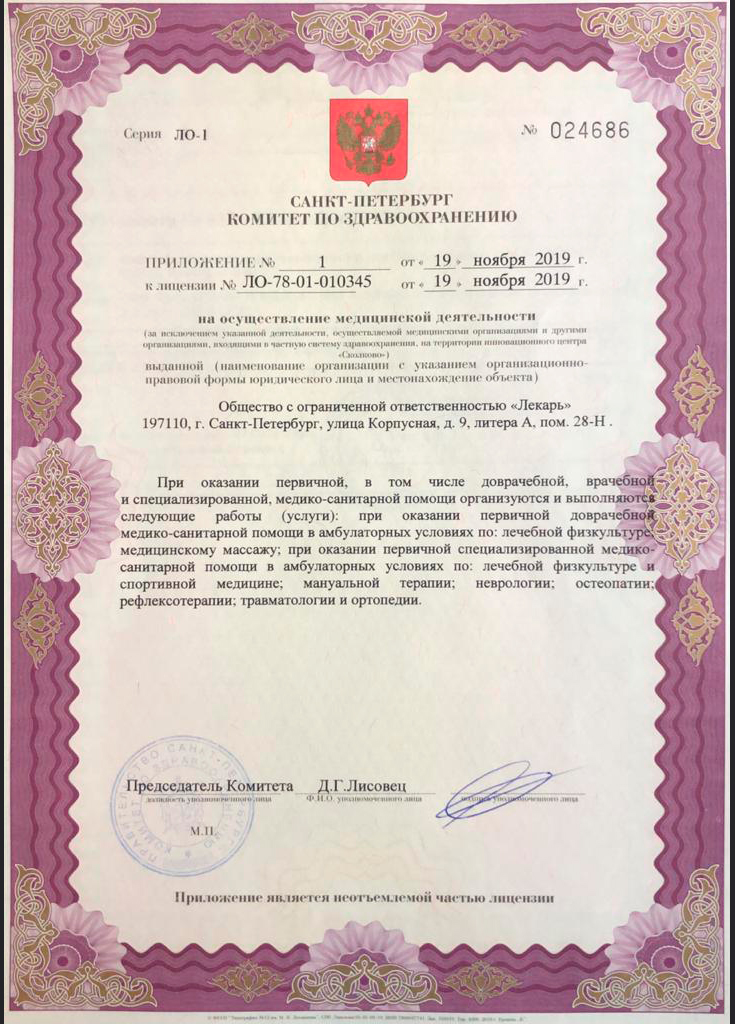 Серия ЛО-1
№ 024686
САНКТ-ПЕТЕРБУРГ
КОМИТЕТ ПО ЗДРАВООХРАНЕНИЮ
ПРИЛОЖЕНИЕ № 1 от « 19 » ноября 2019 г.
к лицензии № ЛО-78-01-010345 от « 19 » ноября 2019 г.
на осуществление медицинской деятельности
(за исключением указанной деятельности, осуществляемой медицинскими организациями и другими
организациями, входящими в частную систему здравоохранения, на территории инновационного центра
«Сколково»)
выданной (наименование организации с указанием организационно-
правовой формы юридического лица и местонахождение объекта)
Общество с ограниченной ответственностью «Лекарь»
197110, г. Санкт-Петербург, улица Корпусная, д. 9, литера А, пом. 28-Н .
При оказании первичной, в том числе доврачебной, врачебной
и специализированной, медико-санитарной помощи организуются и выполняются
следующие работы (услуги): при оказании первичной доврачебной
медико-санитарной помощи в амбулаторных условиях по: лечебной физкультуре;
медицинскому массажу; при оказании первичной специализированной медико-
санитарной помощи в амбулаторных условиях по: лечебной физкультуре и
спортивной медицине; мануальной терапии; неврологии; остеопатии;
рефлексотерапии; травматологии и ортопедии.
Председатель Комитета Д.Г.Лисовец
должность уполномоченного лица Ф.И.О. уполномоченного лица подпись уполномоченного лица
М.П.
Приложение является неотъемлемой частью лицензии